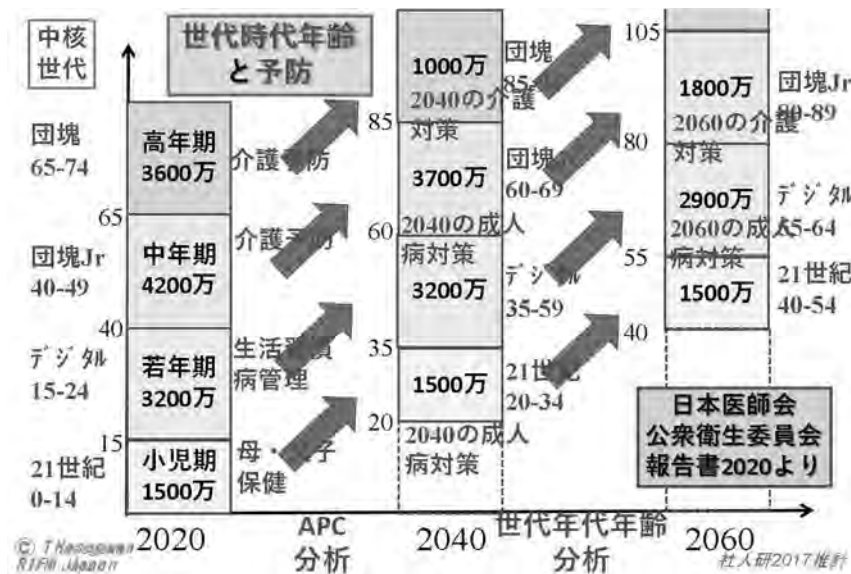 中核
世代
世代時代年齢
と予防
団塊
65-74
団塊Jr
40-49
デジタル
15-24
21世紀
0-14
65
40
15
高年期
3600万
中年期
4200万
若年期
3200万
小児期
1500万
介護予防
介護予防
生活習慣
病管理
母・
子
保健
85
60
35
20
1000万
2040の介護
対策
3700万
2040の成人
病対策
3200万
1500万
2040の成人
病対策
団塊
85-
団塊
60-69
デジタル
35-59
21世紀
20-34
105
80
55
40
1800万
2060の介護
対策
2900万
2060の成人
病対策
1500万
団塊Jr
80-89
デジタル
55-64
21世紀
40-54
日本医師会
公衆衛生委員会
報告書2020より
2020
APC
分析
2040
世代年代年齢
分析
2060
社人研2017推計